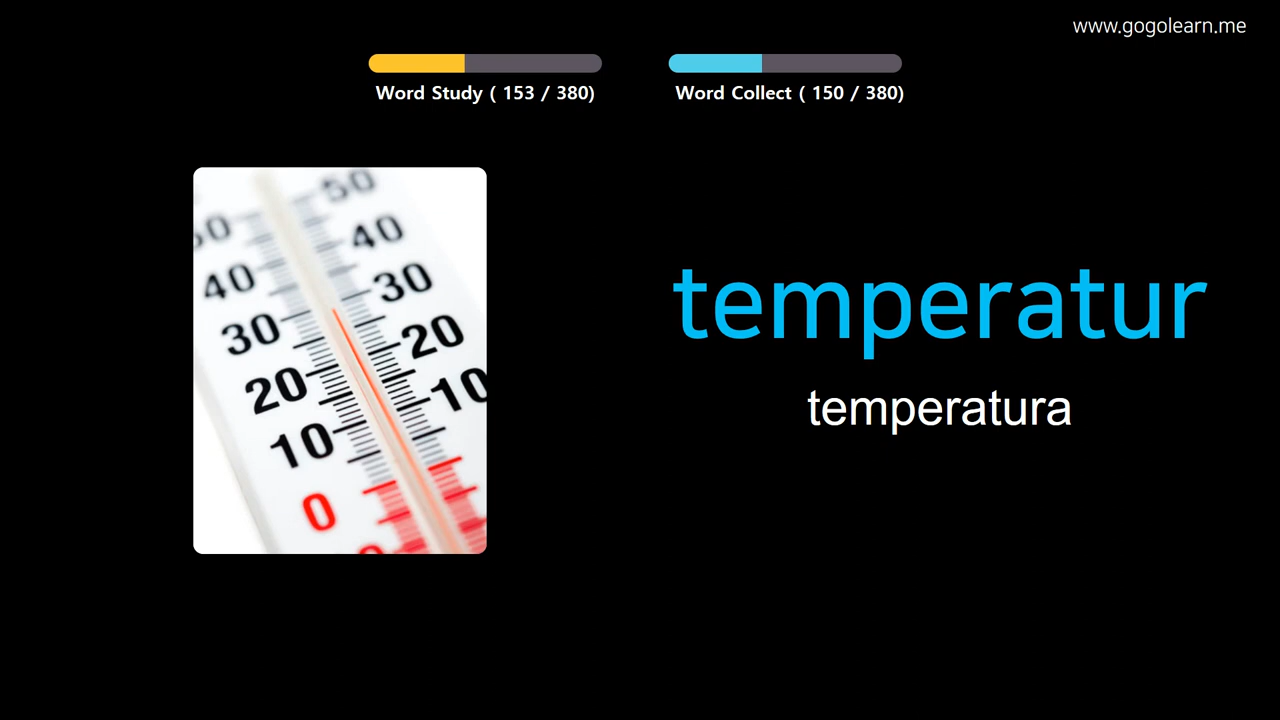 www.gogolearn.me
Word Study ( 153 / 380)
Word Collect ( 150 / 380)
50
40
40
30
30
20
20
10
10
0
temperatur
temperatura